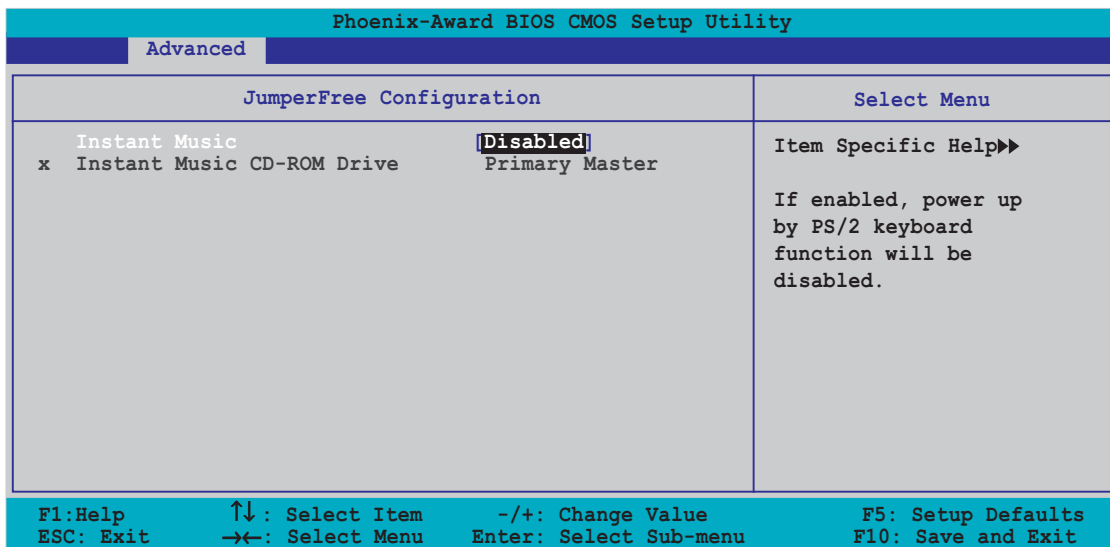 Phoenix-Award BIOS CMOS Setup Utility
Advanced
JumperFree Configuration
Select Menu
Instant Music [Disabled]
x Instant Music CD-ROM Drive Primary Master
Item Specific Help▶▶
If enabled, power up
by PS/2 keyboard
function will be
disabled.
F1:Help ↑↓ : Select Item -/+: Change Value F5: Setup Defaults
ESC: Exit →←: Select Menu Enter: Select Sub-menu F10: Save and Exit